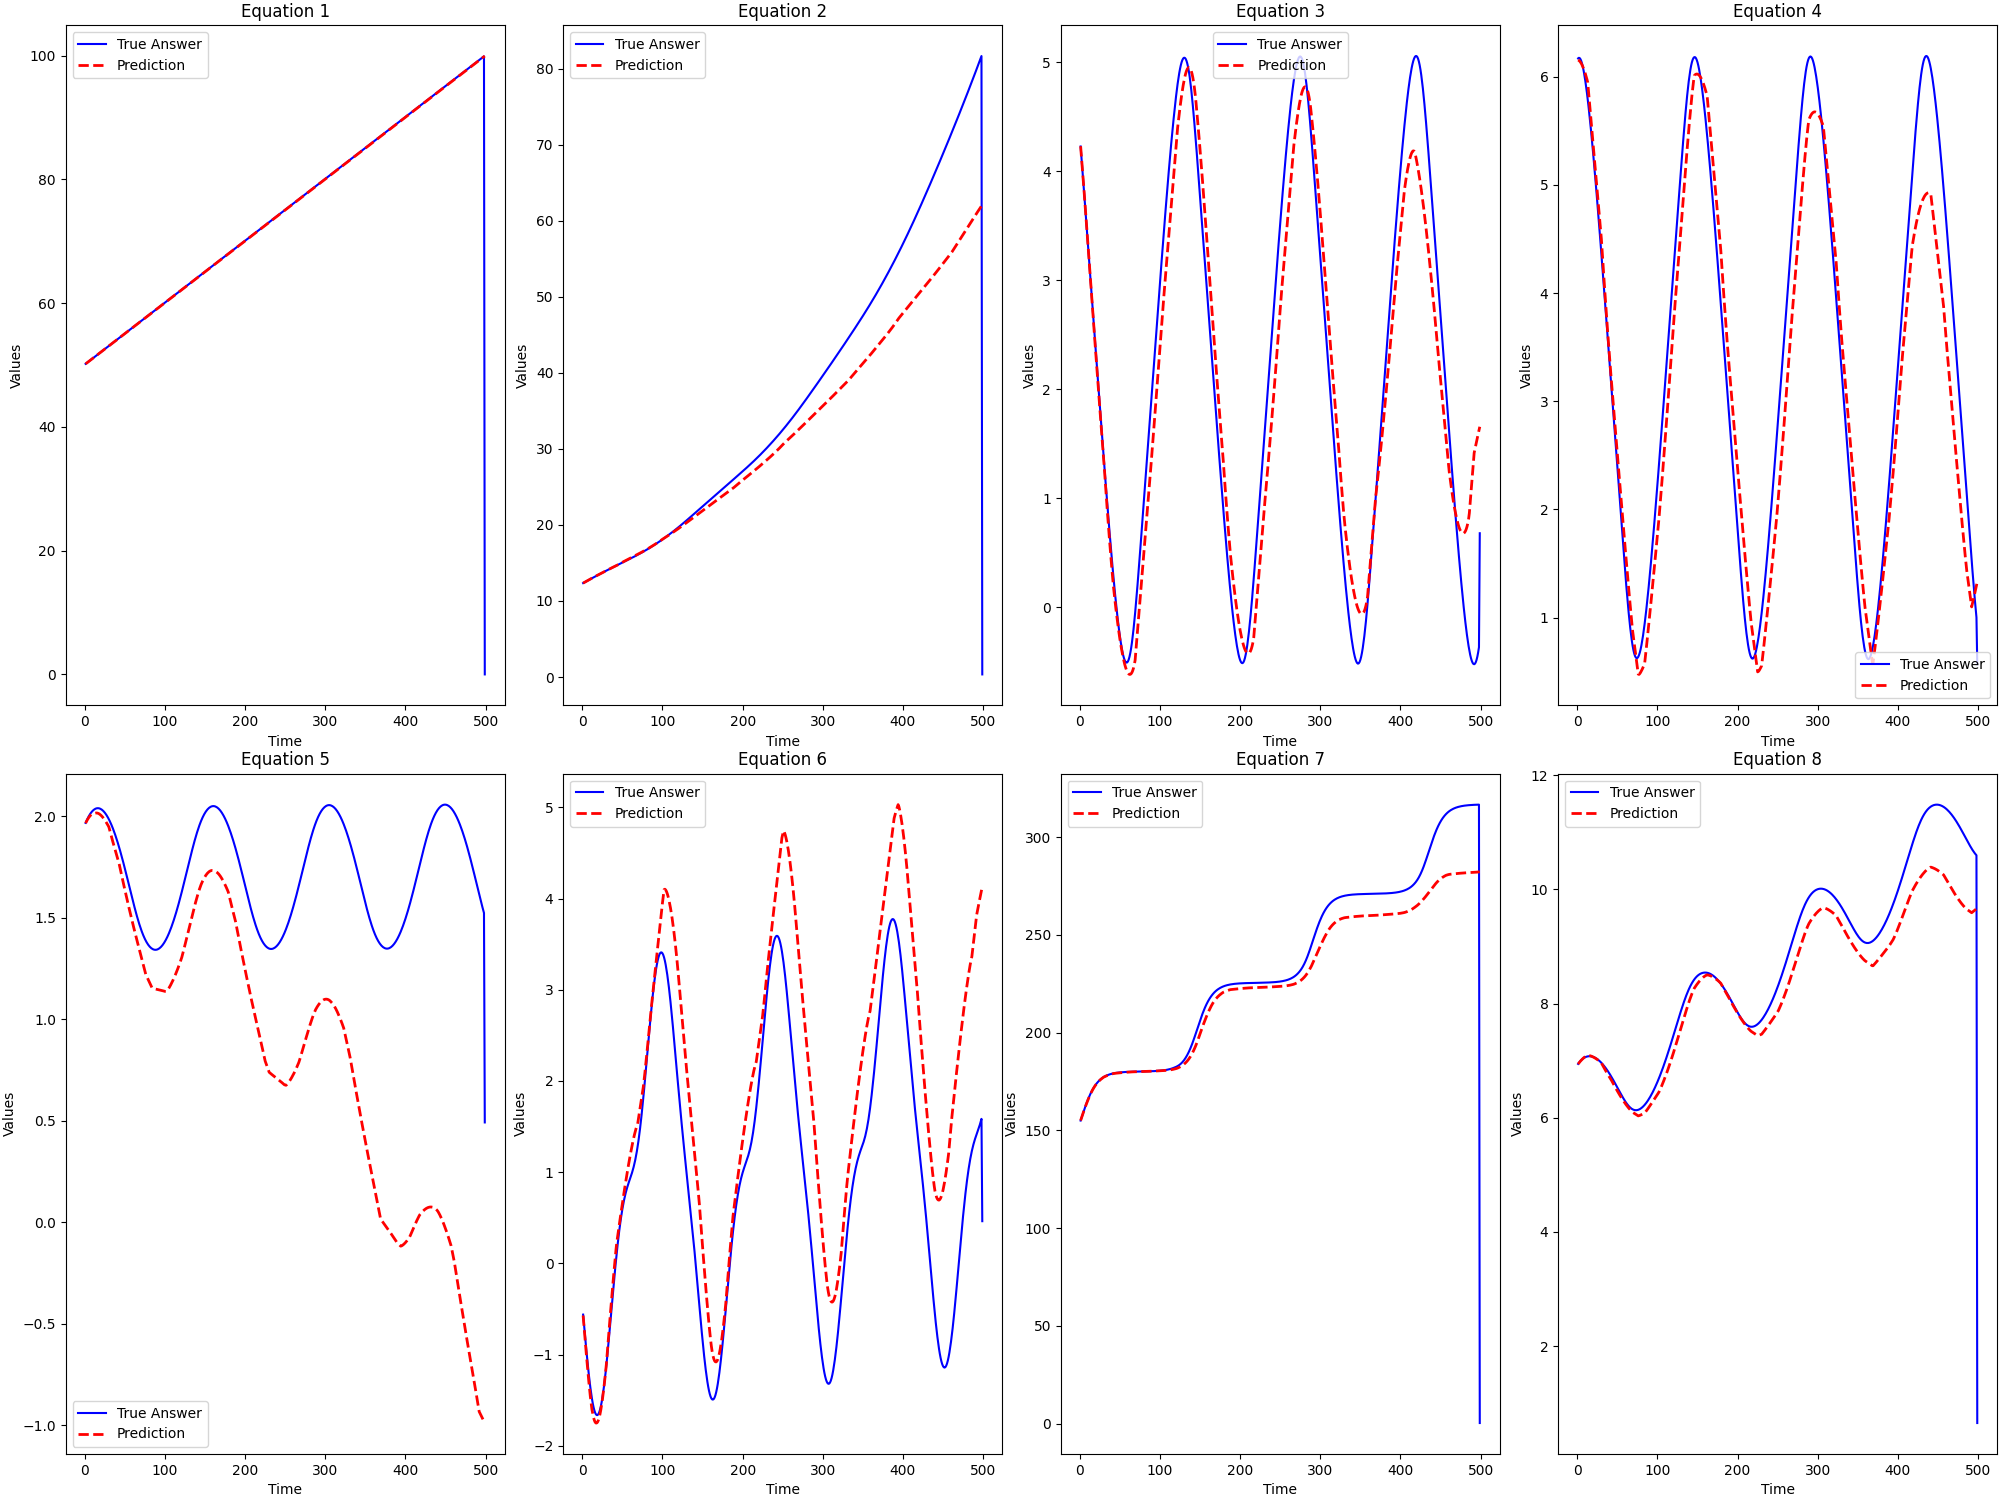 Equation 1
True Answer
Prediction
100
80
60
40
20
0
Values
0 100 200 300 400 500
Time
Equation 2
True Answer
Prediction
80
70
60
50
40
30
20
10
0
Values
0 100 200 300 400 500
Time
Equation 3
True Answer
Prediction
5
4
3
2
1
0
Values
0 100 200 300 400 500
Time
Equation 4
6
5
4
3
2
1
Values
True Answer
Prediction
0 100 200 300 400 500
Time
Equation 5
2.0
1.5
1.0
0.5
0.0
−0.5
−1.0
Values
True Answer
Prediction
0 100 200 300 400 500
Time
Equation 6
True Answer
Prediction
5
4
3
2
1
0
−1
−2
Values
0 100 200 300 400 500
Time
Equation 7
True Answer
Prediction
300
250
200
150
100
50
0
Values
0 100 200 300 400 500
Time
Equation 8
True Answer
Prediction
12
10
8
6
4
2
Values
0 100 200 300 400 500
Time